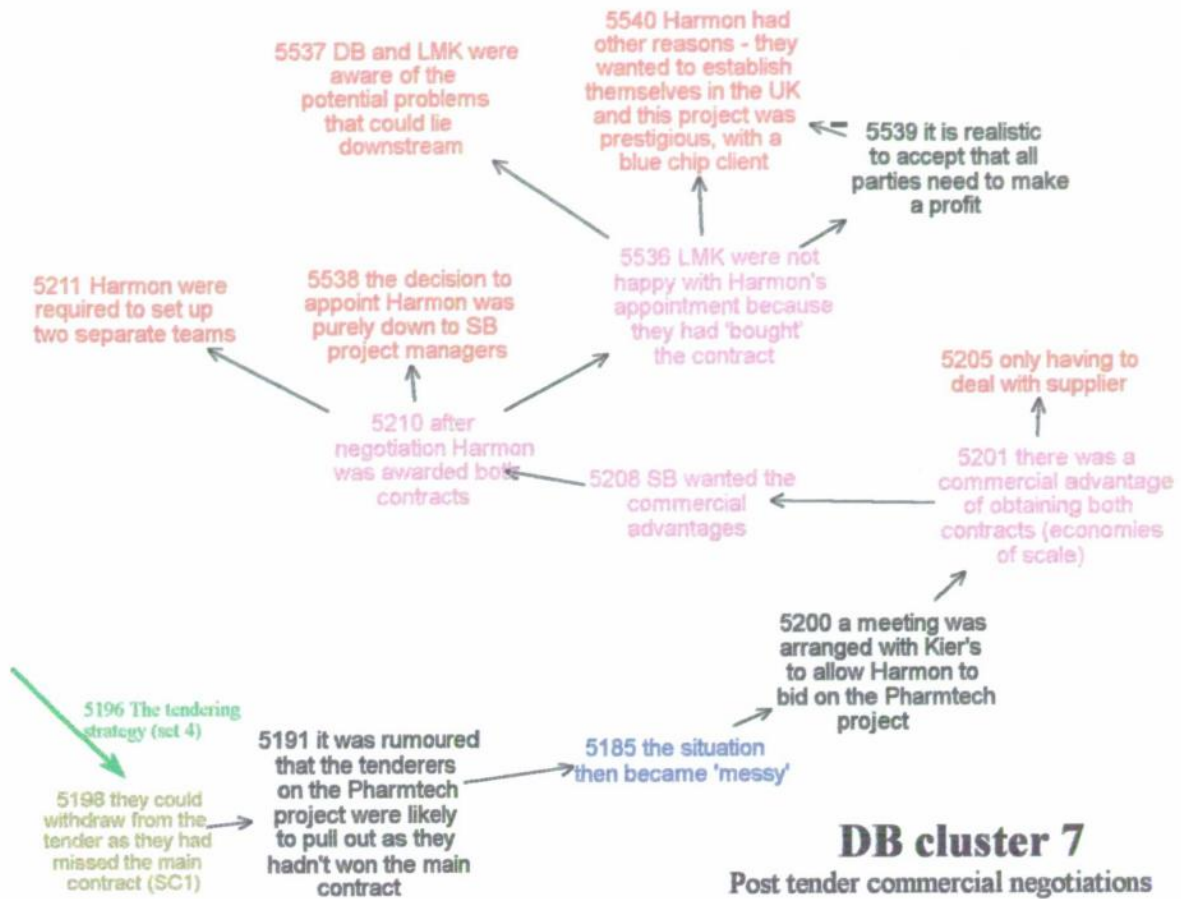 5537 DB and LMK were
aware of the
potential problems
that could lie
downstream
5540 Harmon had
other reasons - they
wanted to establish
themselves in the UK
and this project was
prestigious, with a
blue chip client
5539 it is realistic
to accept that all
parties need to make
a profit
5211 Harmon were
required to set up
two separate teams
5538 the decision to
appoint Harmon was
purely down to SB
project managers
5536 LMK were not
happy with Harmon's
appointment because
they had 'bought'
the contract
5205 only having to
deal with supplier
5210 after
negotiation Harmon
was awarded both
contracts
5208 SB wanted the
commercial
advantages
5201 there was a
commercial advantage
of obtaining both
contracts (economies
of scale)
5200 a meeting was
arranged with Kier's
to allow Harmon to
bid on the Pharmtech
project
5196 The tendering
strategy (set 4)
5198 they could
withdraw from the
tender as they had
missed the main
contract (SC1)
5191 it was rumoured
that the tenderers
on the Pharmtech
project were likely
to pull out as they
hadn't won the main
contract
5185 the situation
then became 'messy'
DB cluster 7
Post tender commercial negotiations